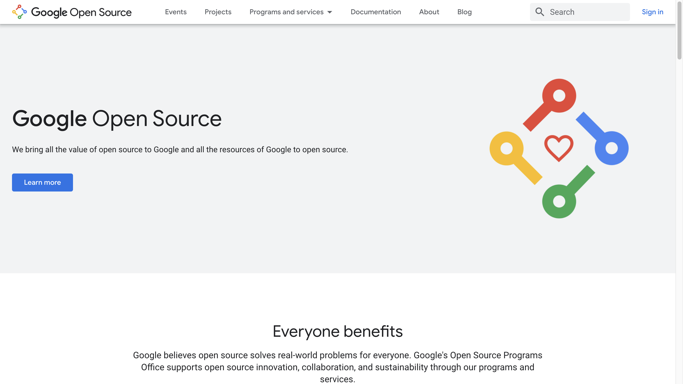 Google Open Source
Events Projects Programs and services Documentation About Blog Search Sign in
Google Open Source
We bring all the value of open source to Google and all the resources of Google to open source.
Learn more
Everyone benefits
Google believes open source solves real-world problems for everyone. Google's Open Source Programs
Office supports open source innovation, collaboration, and sustainability through our programs and
services.